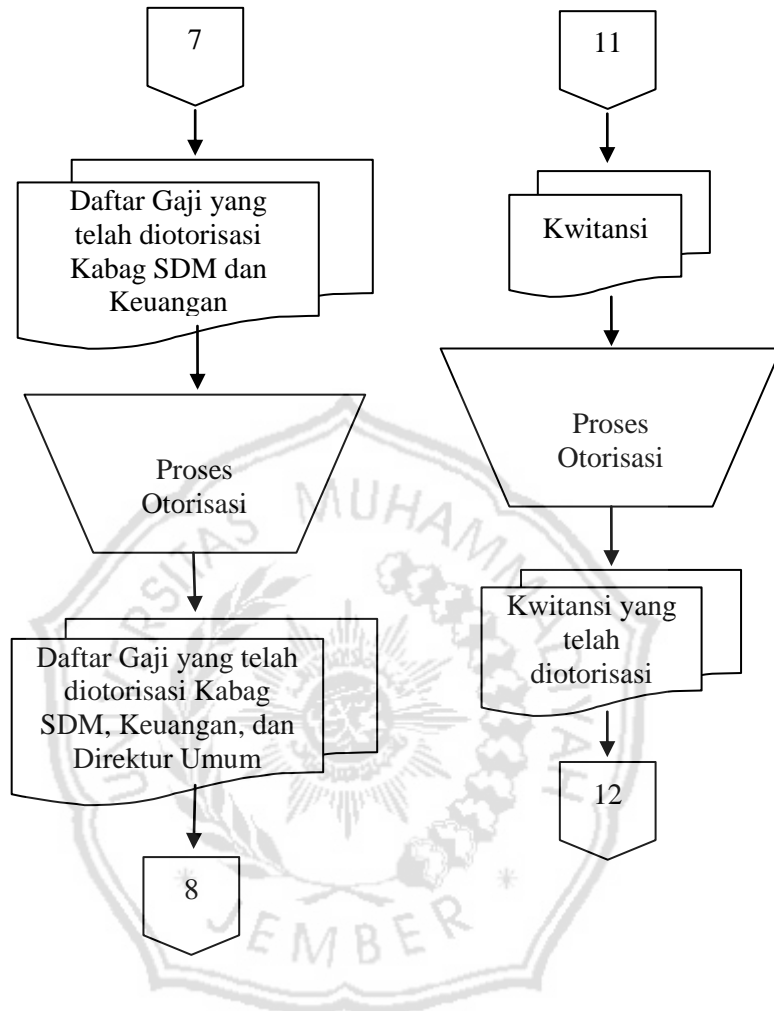 7
Daftar Gaji yang
telah diotorisasi
Kabag SDM dan
Keuangan
Proses
Otorisasi
Daftar Gaji yang telah
diotorisasi Kabag
SDM, Keuangan, dan
Direktur Umum
8
11
Kwitansi
Proses
Otorisasi
Kwitansi yang
telah
diotorisasi
12
UNIVERSITAS MUHAMMADIYAH
JEMBER